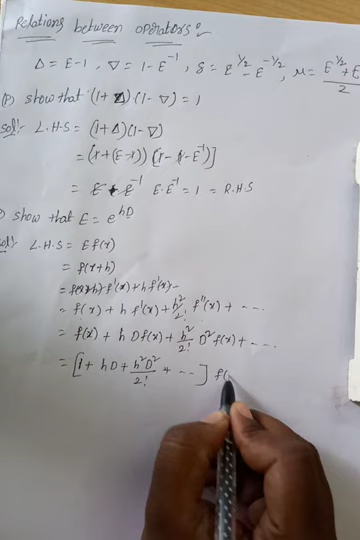 Relations between operators:-
Δ = E-1, ∇ = 1-E⁻¹, δ = E^1/2 - E^-1/2, μ = E^1/2 + E
2
(P) show that (1+Δ)(1-∇) = 1
Sol:- L.H.S = (1+Δ)(1-∇)
= (1+(E-1)) [1-1-E⁻¹)]
= E E⁻¹ E.E⁻¹ = 1 = R.H.S
) show that E = e^hD
Sol:- L.H.S = E f(x)
= f(x+h)
= f'(x)+h f'(x)-
= f(x) + h f'(x) + h²/2! f''(x) + ----
= f(x) + h Df(x) + h²/2! D² f(x) + ----
= [1 + hD + h²D²/2! + ---] f(